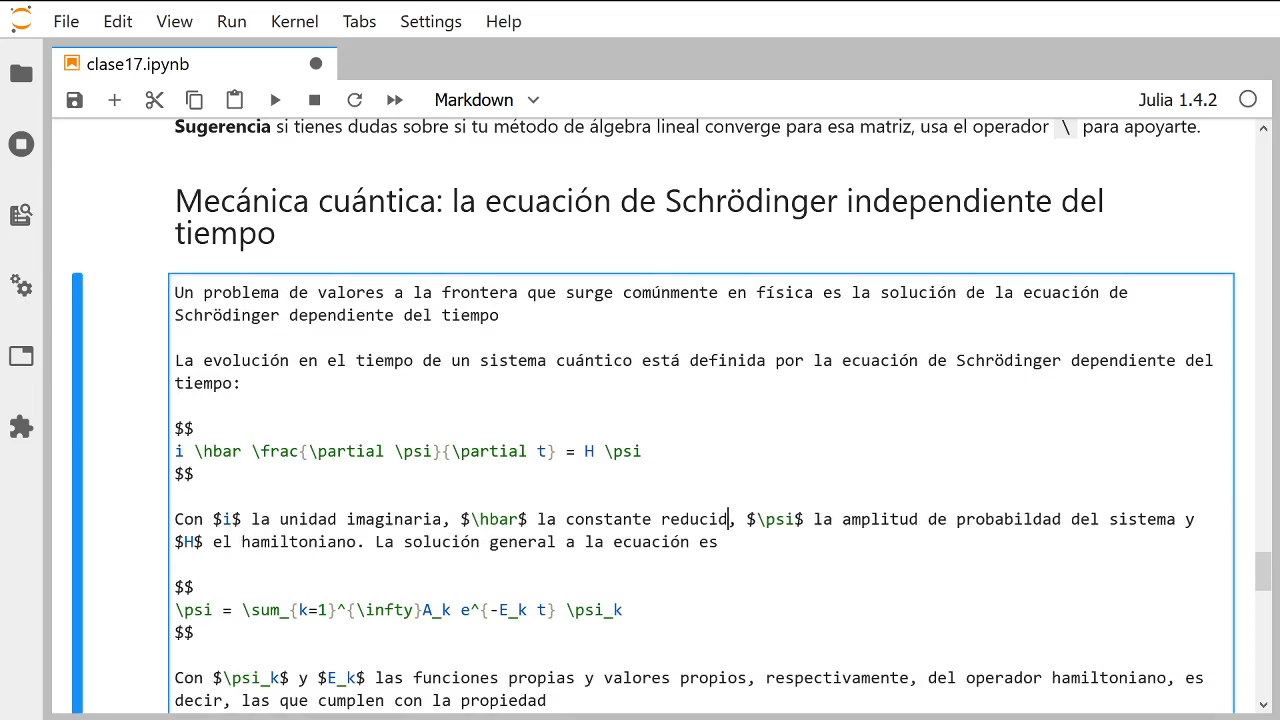 File Edit View Run Kernel Tabs Settings Help
clase17.ipynb
Markdown
Julia 1.4.2
Sugerencia si tienes dudas sobre si tu método de álgebra lineal converge para esa matriz, usa el operador \ para apoyarte.
Mecánica cuántica: la ecuación de Schrödinger independiente del
tiempo
Un problema de valores a la frontera que surge comúnmente en física es la solución de la ecuación de
Schrödinger dependiente del tiempo
La evolución en el tiempo de un sistema cuántico está definida por la ecuación de Schrödinger dependiente del
tiempo:
$$
i \hbar \frac{\partial \psi}{\partial t} = H \psi
$$
Con $i$ la unidad imaginaria, $\hbar$ la constante reducid, $\psi$ la amplitud de probabildad del sistema y
$H$ el hamiltoniano. La solución general a la ecuación es
$$
\psi = \sum_{k=1}^{\infty}A_k e^{-E_k t} \psi_k
$$
Con $\psi_k$ y $E_k$ las funciones propias y valores propios, respectivamente, del operador hamiltoniano, es
decir, las que cumplen con la propiedad